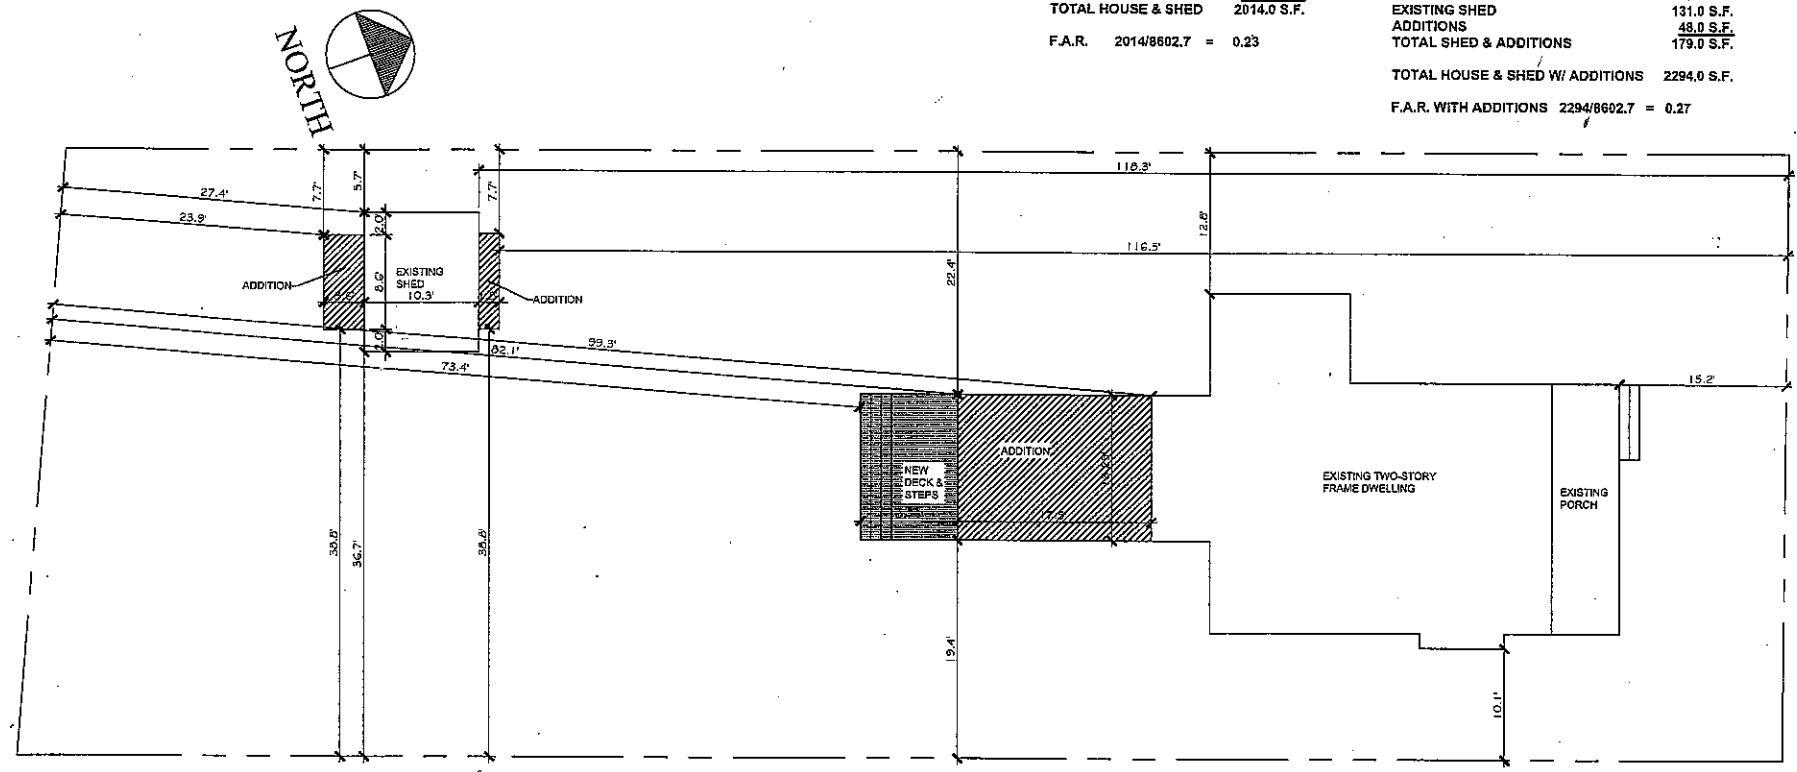 TOTAL HOUSE & SHED 2014.0 S.F.
F.A.R. 2014/8602.7 = 0.23
EXISTING SHED 131.0 S.F.
ADDITIONS 48.0 S.F.
TOTAL SHED & ADDITIONS 179.0 S.F.
TOTAL HOUSE & SHED W/ ADDITIONS 2294.0 S.F.
F.A.R. WITH ADDITIONS 2294/8602.7 = 0.27
NORTH
27.4'
23.9'
7.7'
5.7'
7.7'
118.3'
116.5'
12.8'
22.4'
2.0'
8.6'
2.0'
10.3'
EXISTING
SHED
ADDITION
ADDITION
99.3'
82.1'
73.4'
15.2'
38.8'
36.7'
38.8'
NEW
DECK &
STEPS
ADDITION
17.5'
EXISTING TWO-STORY
FRAME DWELLING
EXISTING
PORCH
19.4'
10.1'